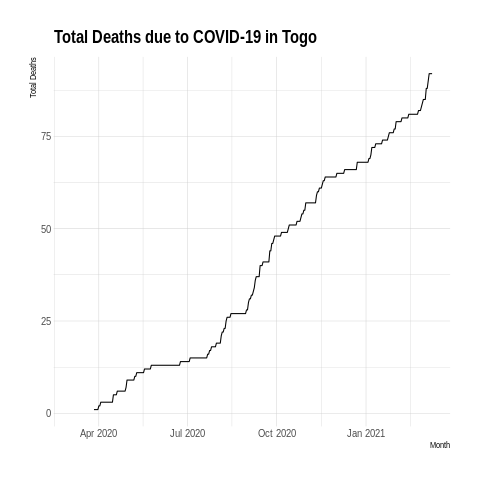 Total Deaths due to COVID-19 in Togo
Total Deaths
75
50
25
0
Apr 2020 Jul 2020 Oct 2020 Jan 2021
Month